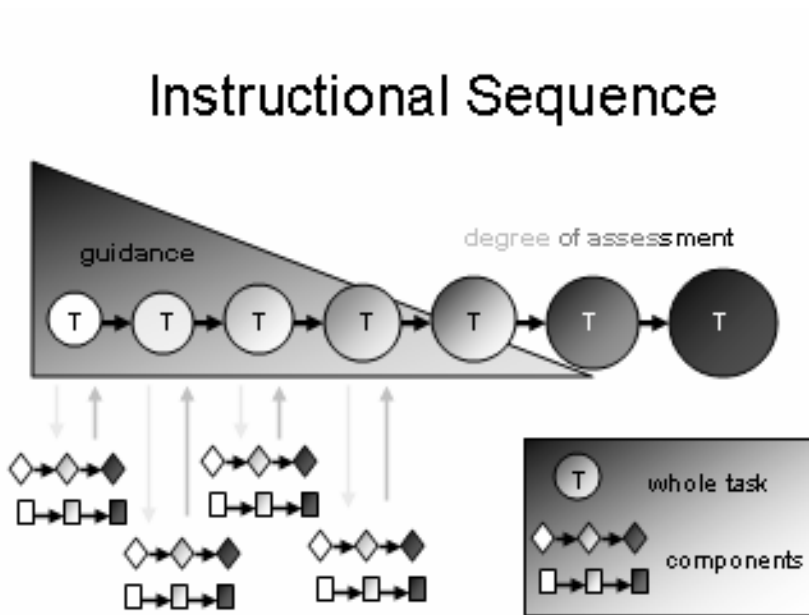 Instructional Sequence
guidance
degree of assessment
T T T T T T T
T whole task
components